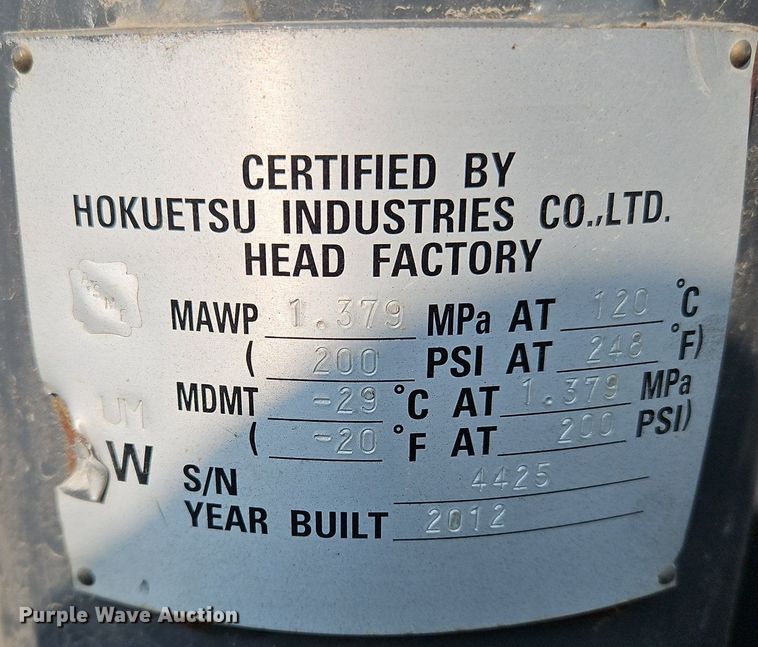 CERTIFIED BY
HOKUETSU INDUSTRIES CO.,LTD.
HEAD FACTORY
MAWP 1.379 MPa AT 120 °C
( 200 PSI AT 248 °F)
MDMT -29 °C AT 1.379 MPa
( -20 °F AT 200 PSI)
UM
W
S/N 4425
YEAR BUILT 2012
Purple Wave Auction